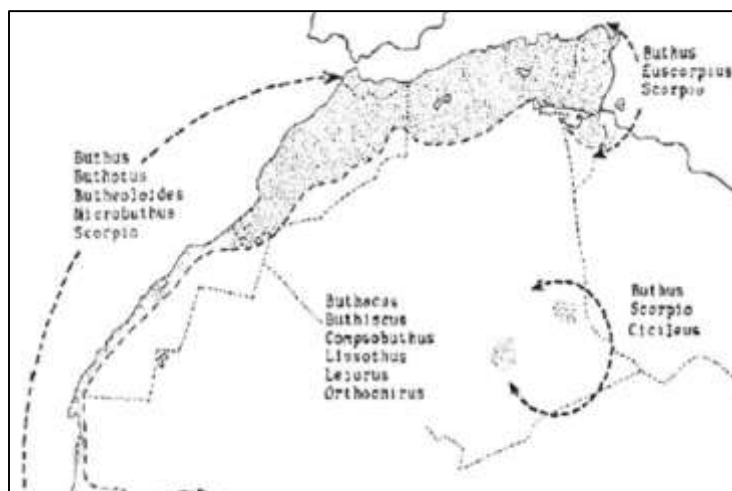 Buthus
Euscorpius
Scorpio
Buthus
Buthotus
Butheoloides
Microbuthus
Scorpio
Buthacus
Buthiscus
Compsobuthus
Lissothus
Leiurus
Orthochirus
Buthus
Scorpio
Cicileus